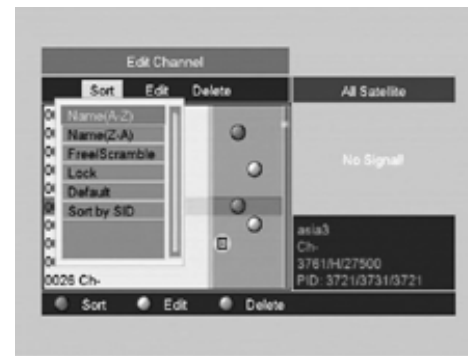 Edit Channel
Sort Edit Delete
All Satellite
Name(A-Z)
Name(Z-A)
Free/Scramble
Lock
Default
Sort by SID
No Signal!
asia3
Ch-
3761/H/27500
PID: 3721/3731/3721
0026 Ch-
Sort Edit Delete